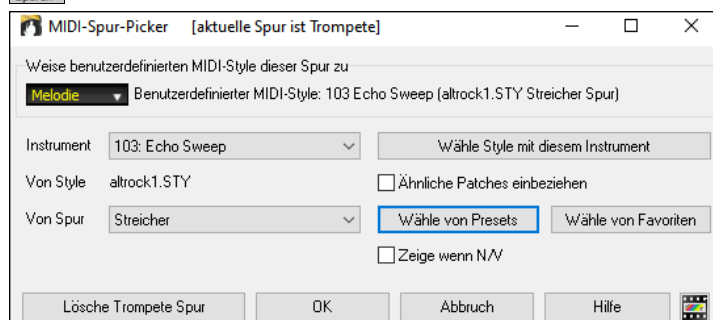 MIDI-Spur-Picker [aktuelle Spur ist Trompete]
Weise benutzerdefinierten MIDI-Style dieser Spur zu
Melodie Benutzerdefinierter MIDI-Style: 103 Echo Sweep (altrock1.STY Streicher Spur)
Instrument 103: Echo Sweep Wähle Style mit diesem Instrument
Von Style altrock1.STY Ähnliche Patches einbeziehen
Von Spur Streicher Wähle von Presets Wähle von Favoriten
Zeige wenn N/V
Lösche Trompete Spur OK Abbruch Hilfe